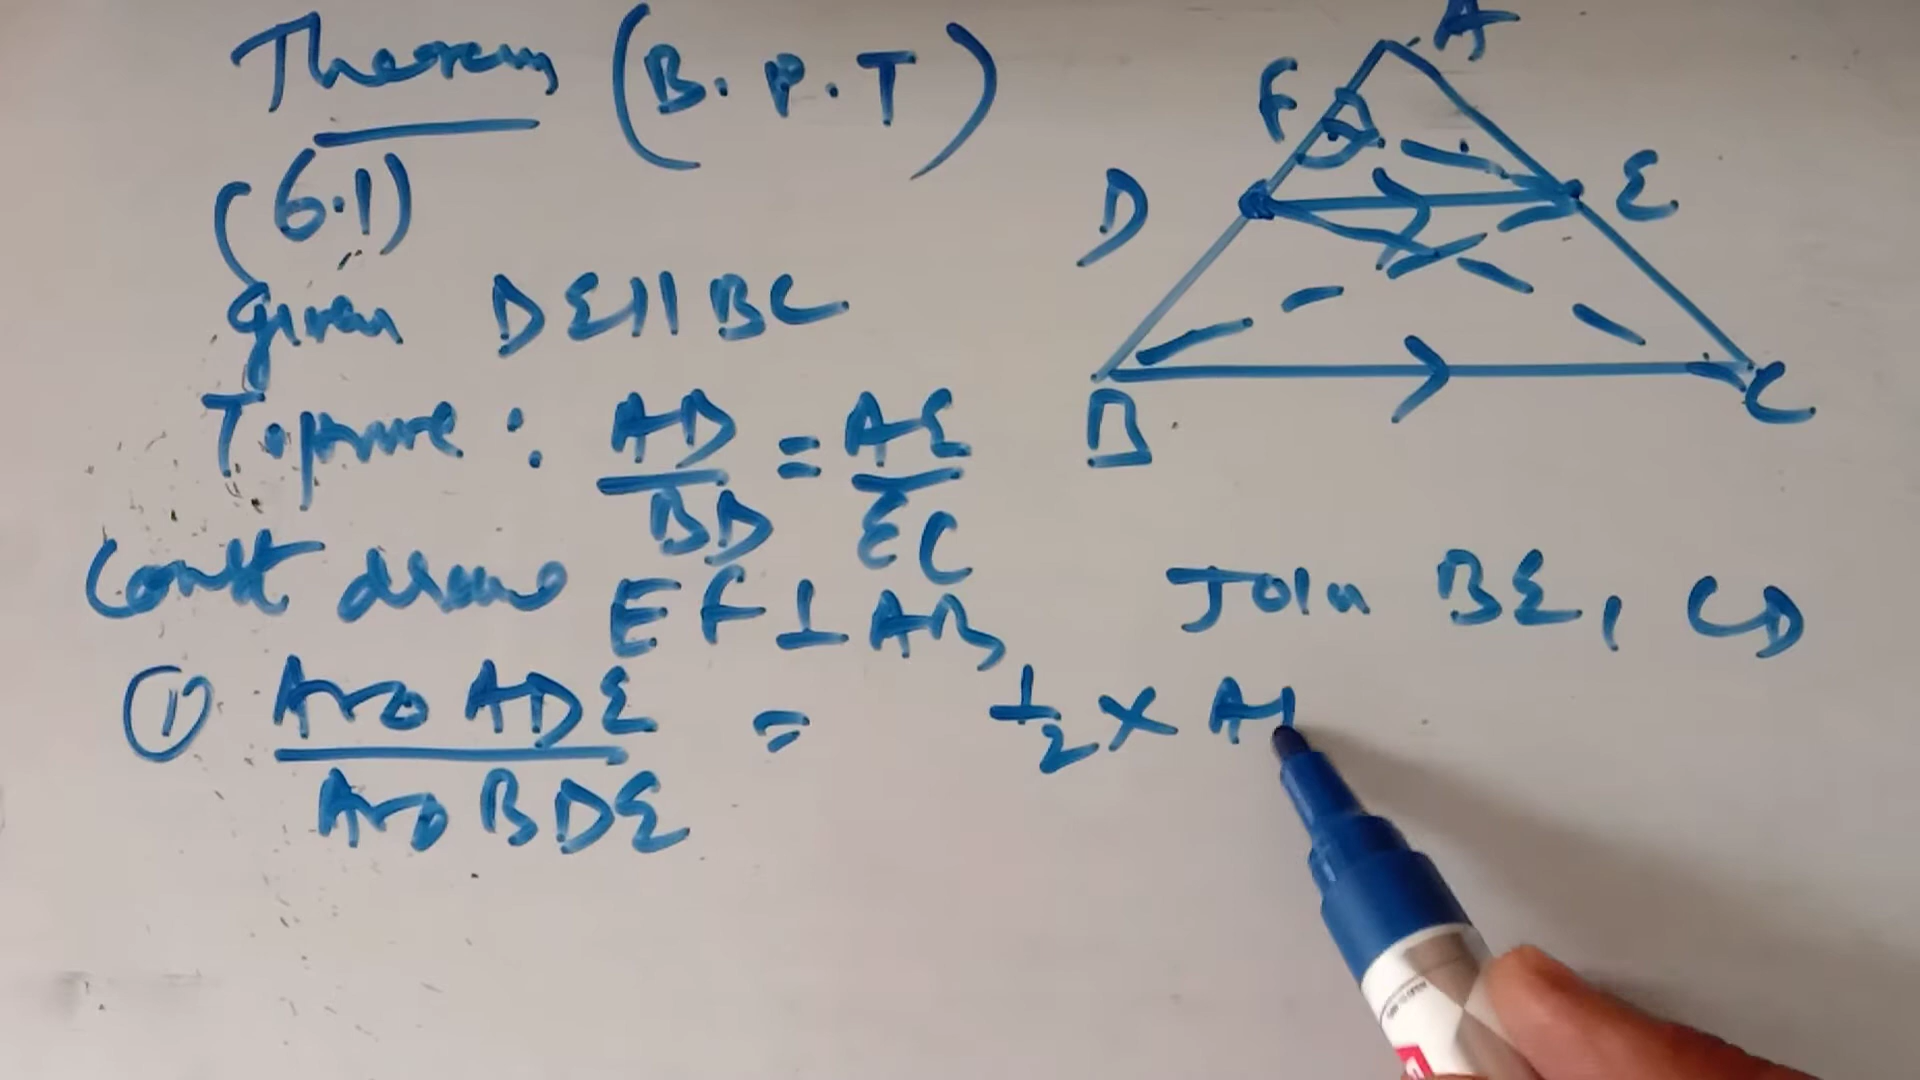 Theorem (B.P.T)
(6.1)
given DE || BC
To prove : AD/BD = AE/EC
Const draw EF ⊥ AB
Join BE, CD
① Ar△ ADE / Ar△ BDE = 1/2 × A
A
F
D
E
B
C